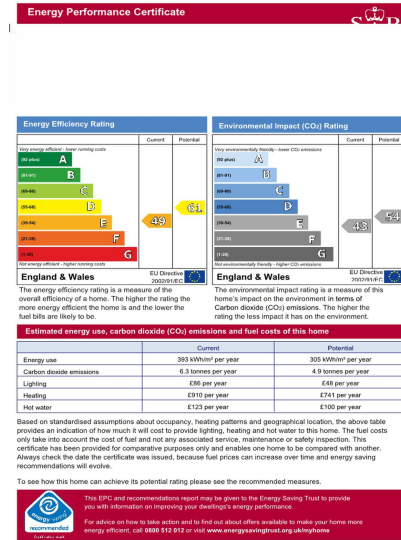 Energy Performance Certificate
Energy Efficiency Rating
Current Potential
Very energy efficient - lower running costs
(92 plus) A
(81-91) B
(69-80) C
(55-68) D
(39-54) E
(21-38) F
(1-20) G
49
61
Not energy efficient - higher running costs
England & Wales
EU Directive
2002/91/EC
Environmental Impact (CO₂) Rating
Current Potential
Very environmentally friendly - lower CO₂ emissions
(92 plus) A
(81-91) B
(69-80) C
(55-68) D
(39-54) E
(21-38) F
(1-20) G
43
54
Not environmentally friendly - higher CO₂ emissions
England & Wales
EU Directive
2002/91/EC
The energy efficiency rating is a measure of the
overall efficiency of a home. The higher the rating the
more energy efficient the home is and the lower the
fuel bills are likely to be.
The environmental impact rating is a measure of this
home's impact on the environment in terms of
Carbon dioxide (CO₂) emissions. The higher the
rating the less impact it has on the environment.
Estimated energy use, carbon dioxide (CO₂) emissions and fuel costs of this home
Current Potential
Energy use 393 kWh/m² per year 305 kWh/m² per year
Carbon dioxide emissions 6.3 tonnes per year 4.9 tonnes per year
Lighting £86 per year £48 per year
Heating £910 per year £741 per year
Hot water £123 per year £100 per year
Based on standardised assumptions about occupancy, heating patterns and geographical location, the above table
provides an indication of how much it will cost to provide lighting, heating and hot water to this home. The fuel costs
only take into account the cost of fuel and not any associated service, maintenance or safety inspection. This
certificate has been provided for comparative purposes only and enables one home to be compared with another.
Always check the date the certificate was issued, because fuel prices can increase over time and energy saving
recommendations will evolve.
To see how this home can achieve its potential rating please see the recommended measures.
energy saving
recommended
This EPC and recommendations report may be given to the Energy Saving Trust to provide
you with information on improving your dwellings's energy performance.
For advice on how to take action and to find out about offers available to make your home more
energy efficient, call 0800 512 012 or visit www.energysavingtrust.org.uk/myhome